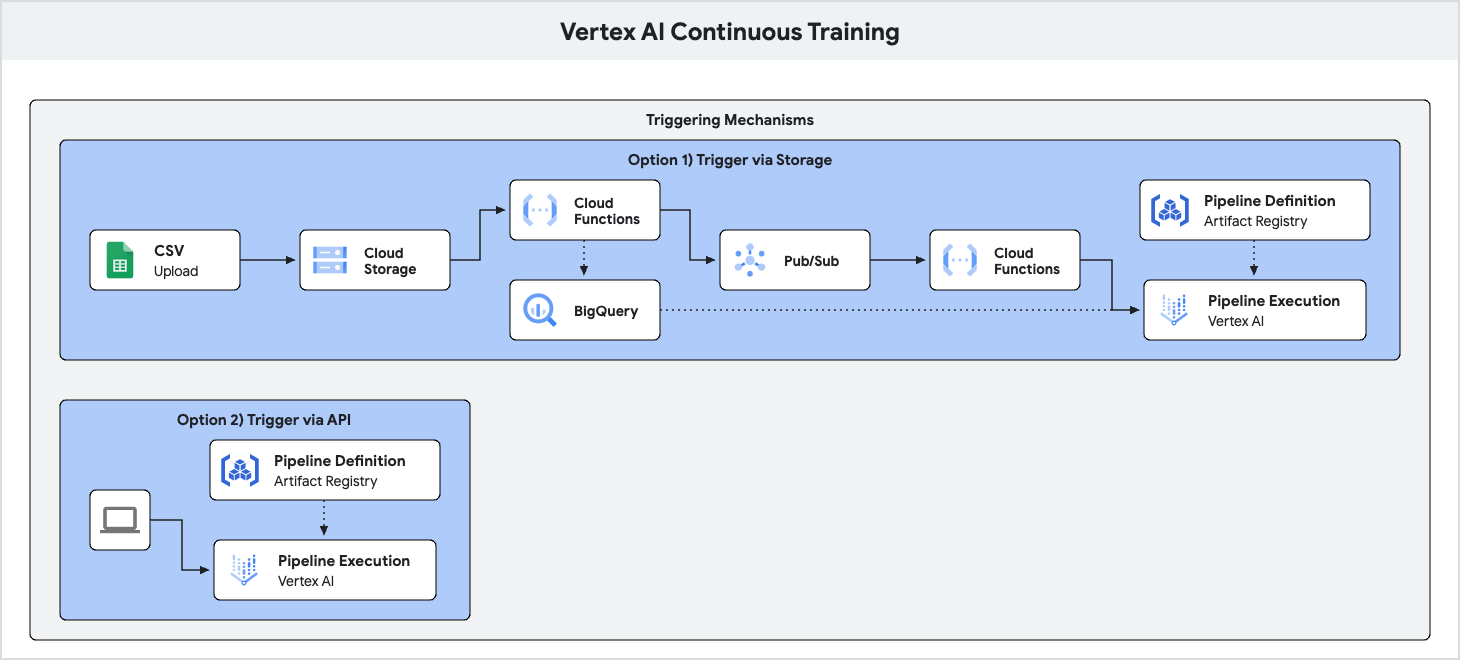 Vertex AI Continuous Training
Triggering Mechanisms
Option 1) Trigger via Storage
CSV
Upload
Cloud
Storage
Cloud
Functions
BigQuery
Pub/Sub
Cloud
Functions
Pipeline Definition
Artifact Registry
Pipeline Execution
Vertex AI
Option 2) Trigger via API
Pipeline Definition
Artifact Registry
Pipeline Execution
Vertex AI